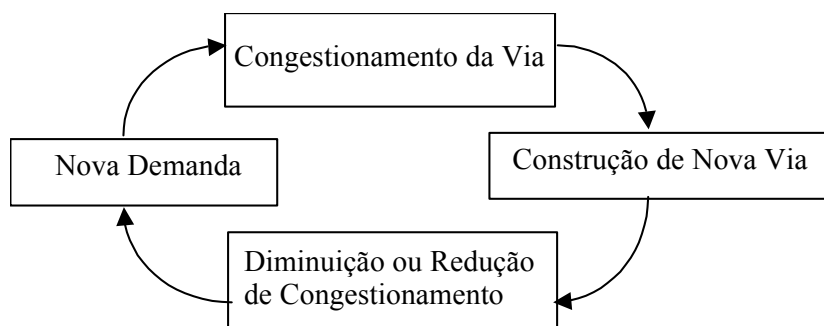 Congestionamento da Via
Nova Demanda
Construção de Nova Via
Diminuição ou Redução
de Congestionamento